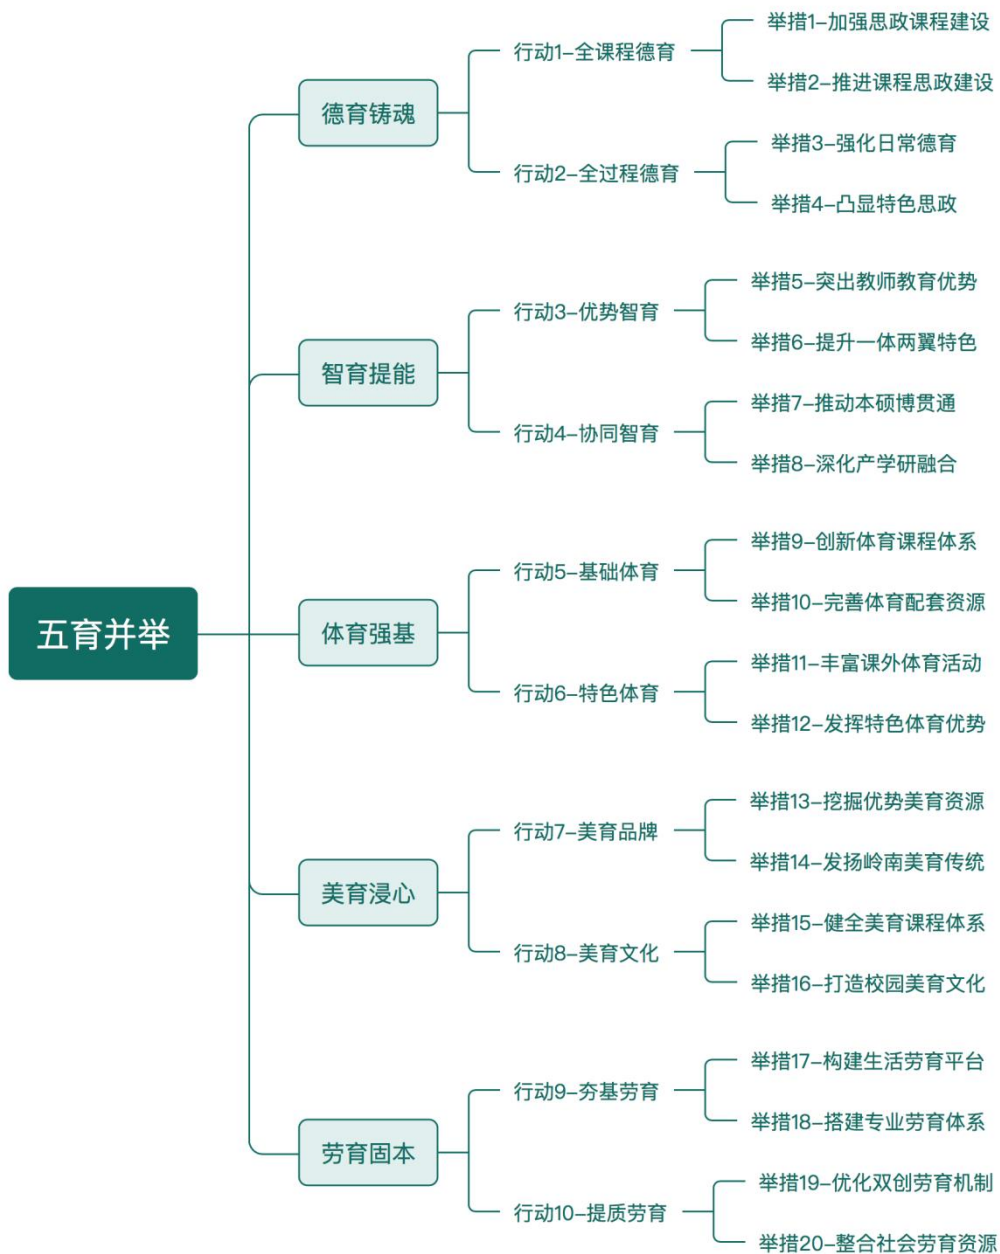 五育并举
德育铸魂
行动1–全课程德育
举措1–加强思政课程建设
举措2–推进课程思政建设
行动2–全过程德育
举措3–强化日常德育
举措4–凸显特色思政
智育提能
行动3–优势智育
举措5–突出教师教育优势
举措6–提升一体两翼特色
行动4–协同智育
举措7–推动本硕博贯通
举措8–深化产学研融合
体育强基
行动5–基础体育
举措9–创新体育课程体系
举措10–完善体育配套资源
行动6–特色体育
举措11–丰富课外体育活动
举措12–发挥特色体育优势
美育浸心
行动7–美育品牌
举措13–挖掘优势美育资源
举措14–发扬岭南美育传统
行动8–美育文化
举措15–健全美育课程体系
举措16–打造校园美育文化
劳育固本
行动9–夯基劳育
举措17–构建生活劳育平台
举措18–搭建专业劳育体系
行动10–提质劳育
举措19–优化双创劳育机制
举措20–整合社会劳育资源